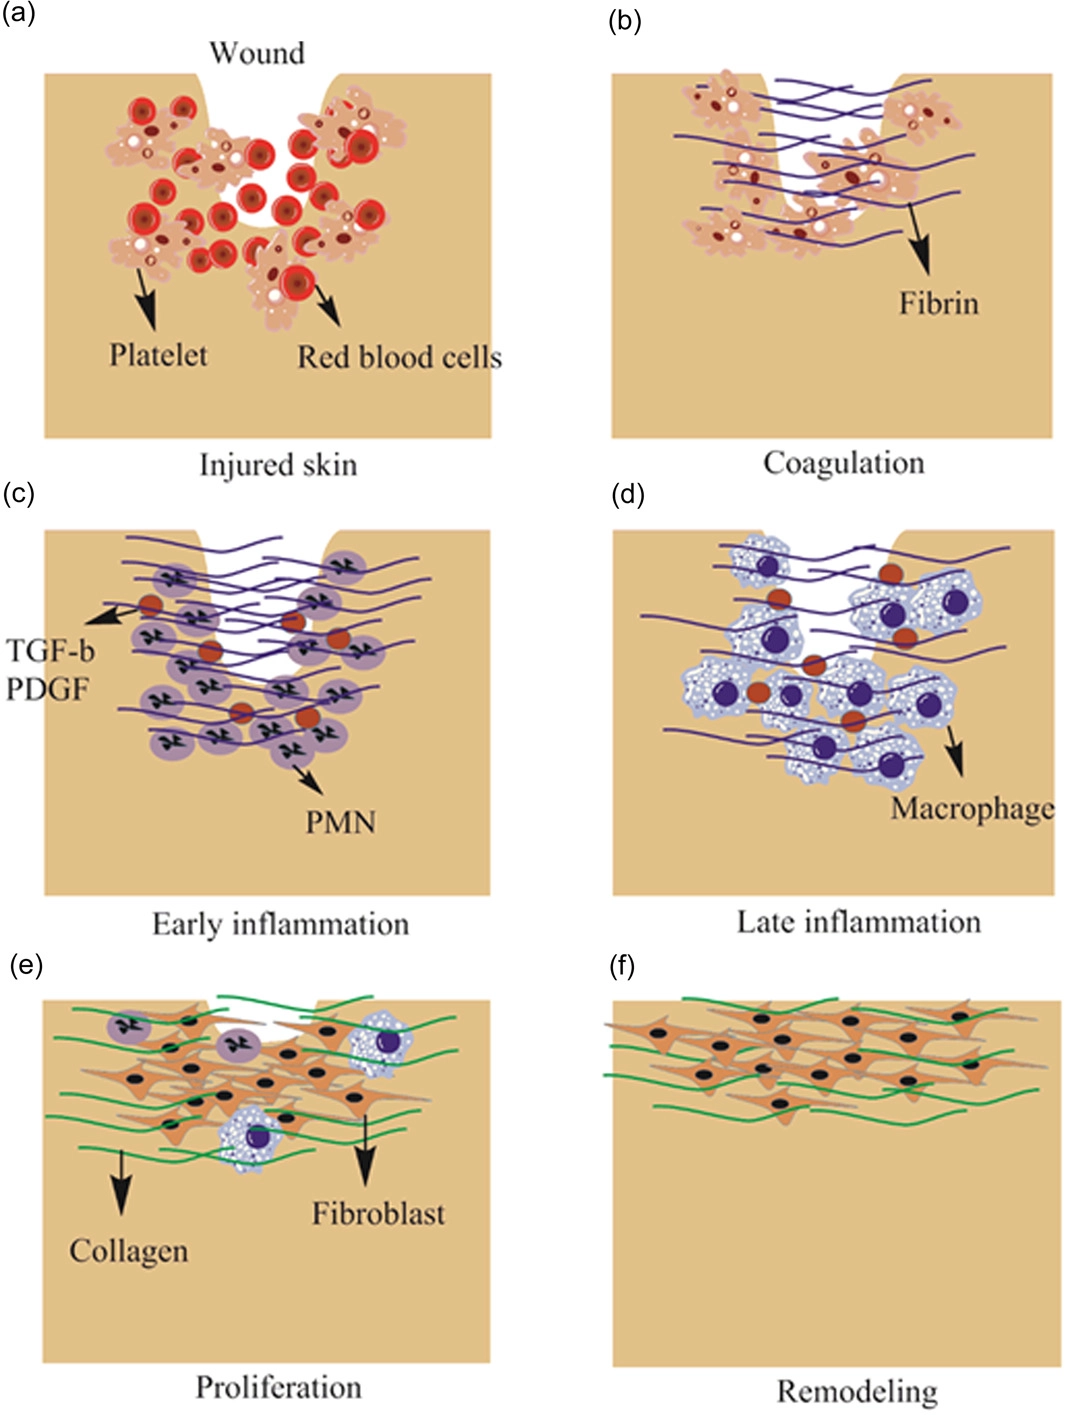 (a)
Wound
Platelet
Red blood cells
Injured skin
(b)
Fibrin
Coagulation
(c)
TGF-b
PDGF
PMN
Early inflammation
(d)
Macrophage
Late inflammation
(e)
Collagen
Fibroblast
Proliferation
(f)
Remodeling